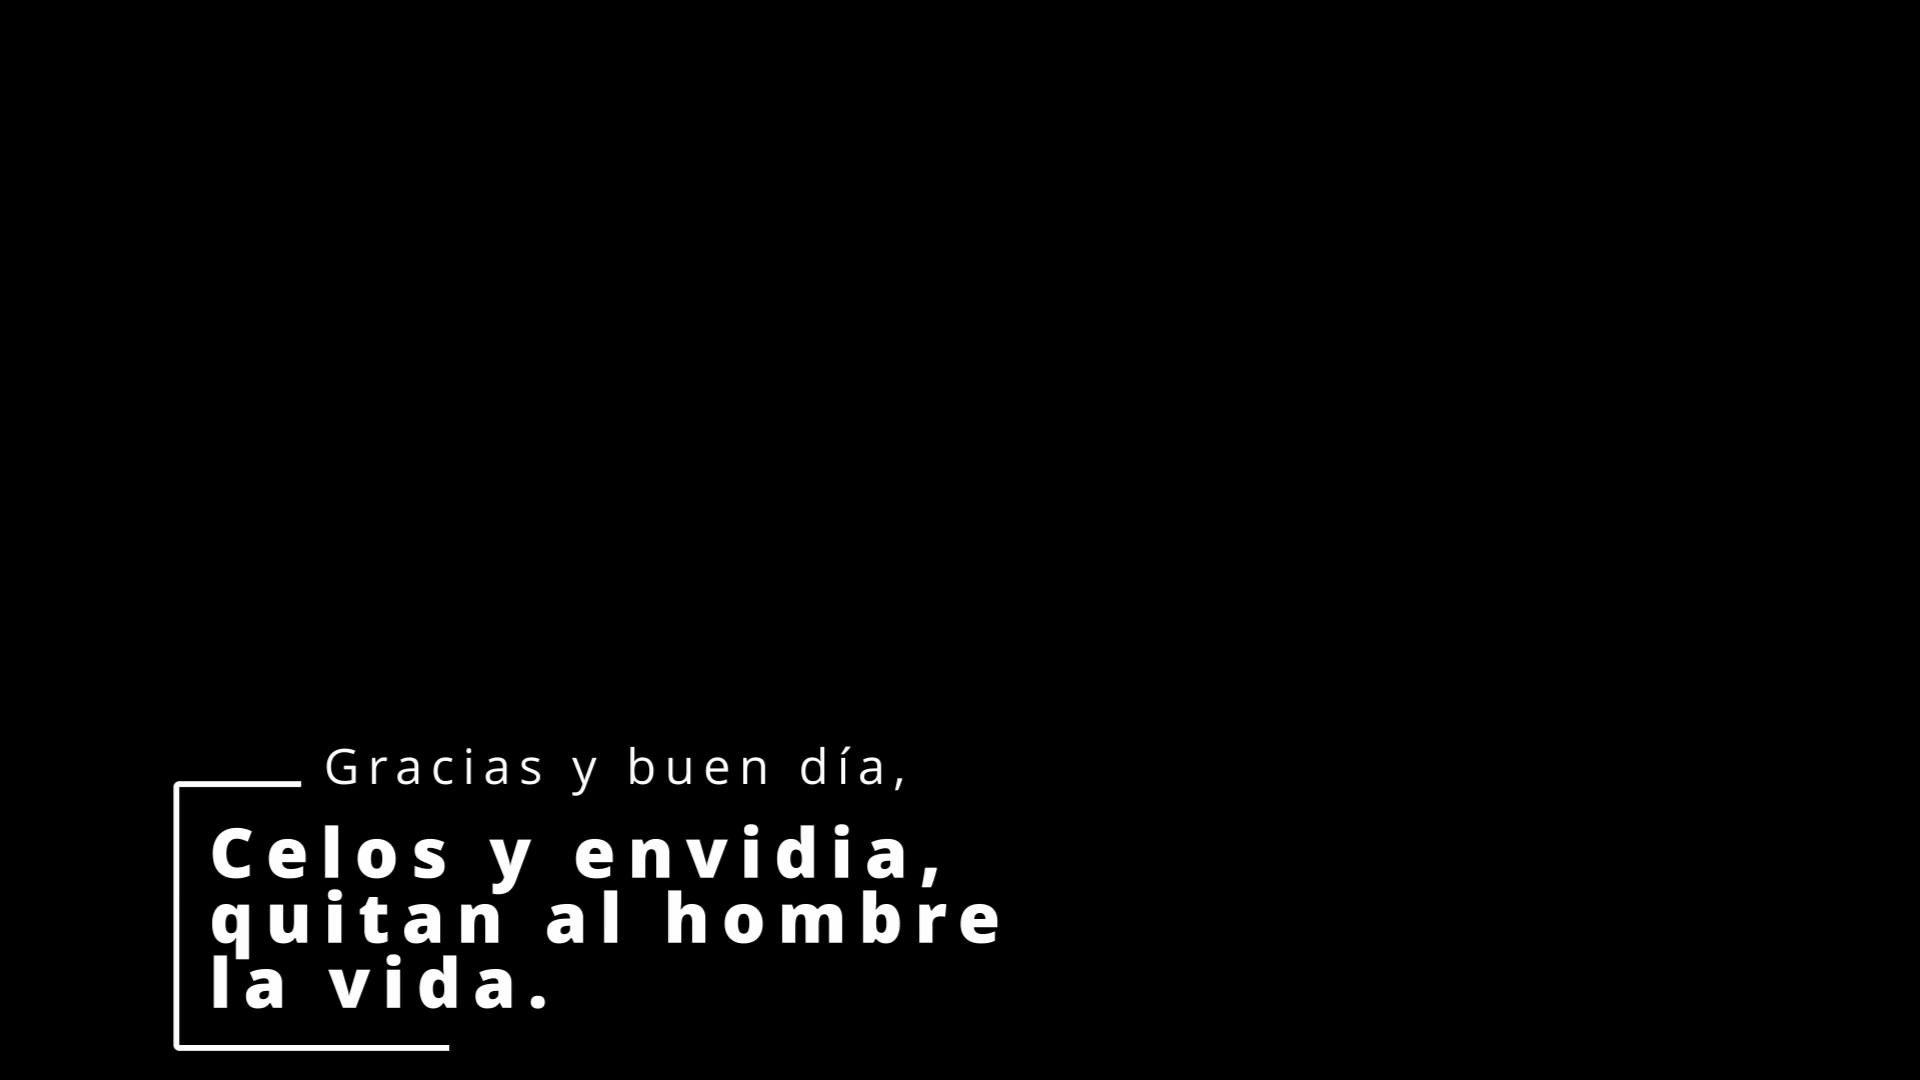 Gracias y buen día,
Celos y envidia,
quitan al hombre
la vida.